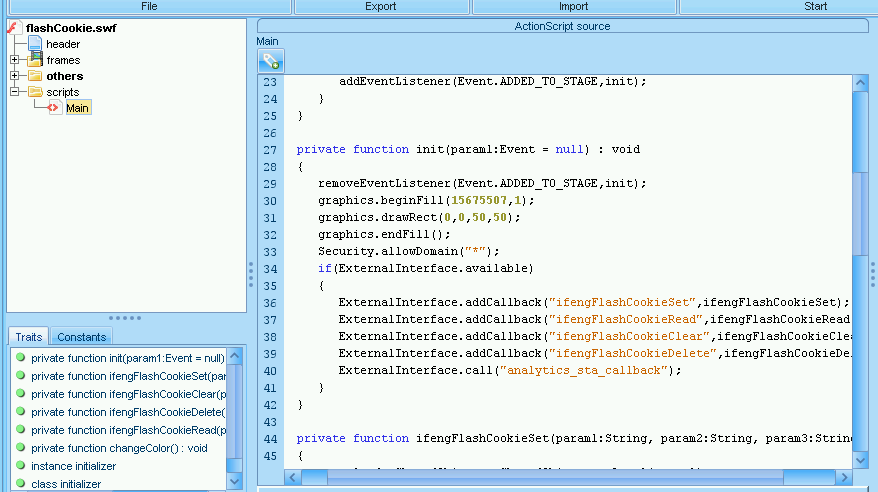 File Export Import Start
flashCookie.swf
header
frames
others
scripts
Main
Traits Constants
private function init(param1:Event = null)
private function ifengFlashCookieSet(par
private function ifengFlashCookieClear(p
private function ifengFlashCookieDelete(
private function ifengFlashCookieRead(p
private function changeColor() : void
instance initializer
class initializer
ActionScript source
Main
23 addEventListener(Event.ADDED_TO_STAGE,init);
24 }
25 }
26
27 private function init(param1:Event = null) : void
28 {
29 removeEventListener(Event.ADDED_TO_STAGE,init);
30 graphics.beginFill(15675507,1);
31 graphics.drawRect(0,0,50,50);
32 graphics.endFill();
33 Security.allowDomain("*");
34 if(ExternalInterface.available)
35 {
36 ExternalInterface.addCallback("ifengFlashCookieSet",ifengFlashCookieSet);
37 ExternalInterface.addCallback("ifengFlashCookieRead",ifengFlashCookieRead
38 ExternalInterface.addCallback("ifengFlashCookieClear",ifengFlashCookieClea
39 ExternalInterface.addCallback("ifengFlashCookieDelete",ifengFlashCookieDe
40 ExternalInterface.call("analytics_sta_callback");
41 }
42 }
43
44 private function ifengFlashCookieSet(param1:String, param2:String, param3:String
45 {